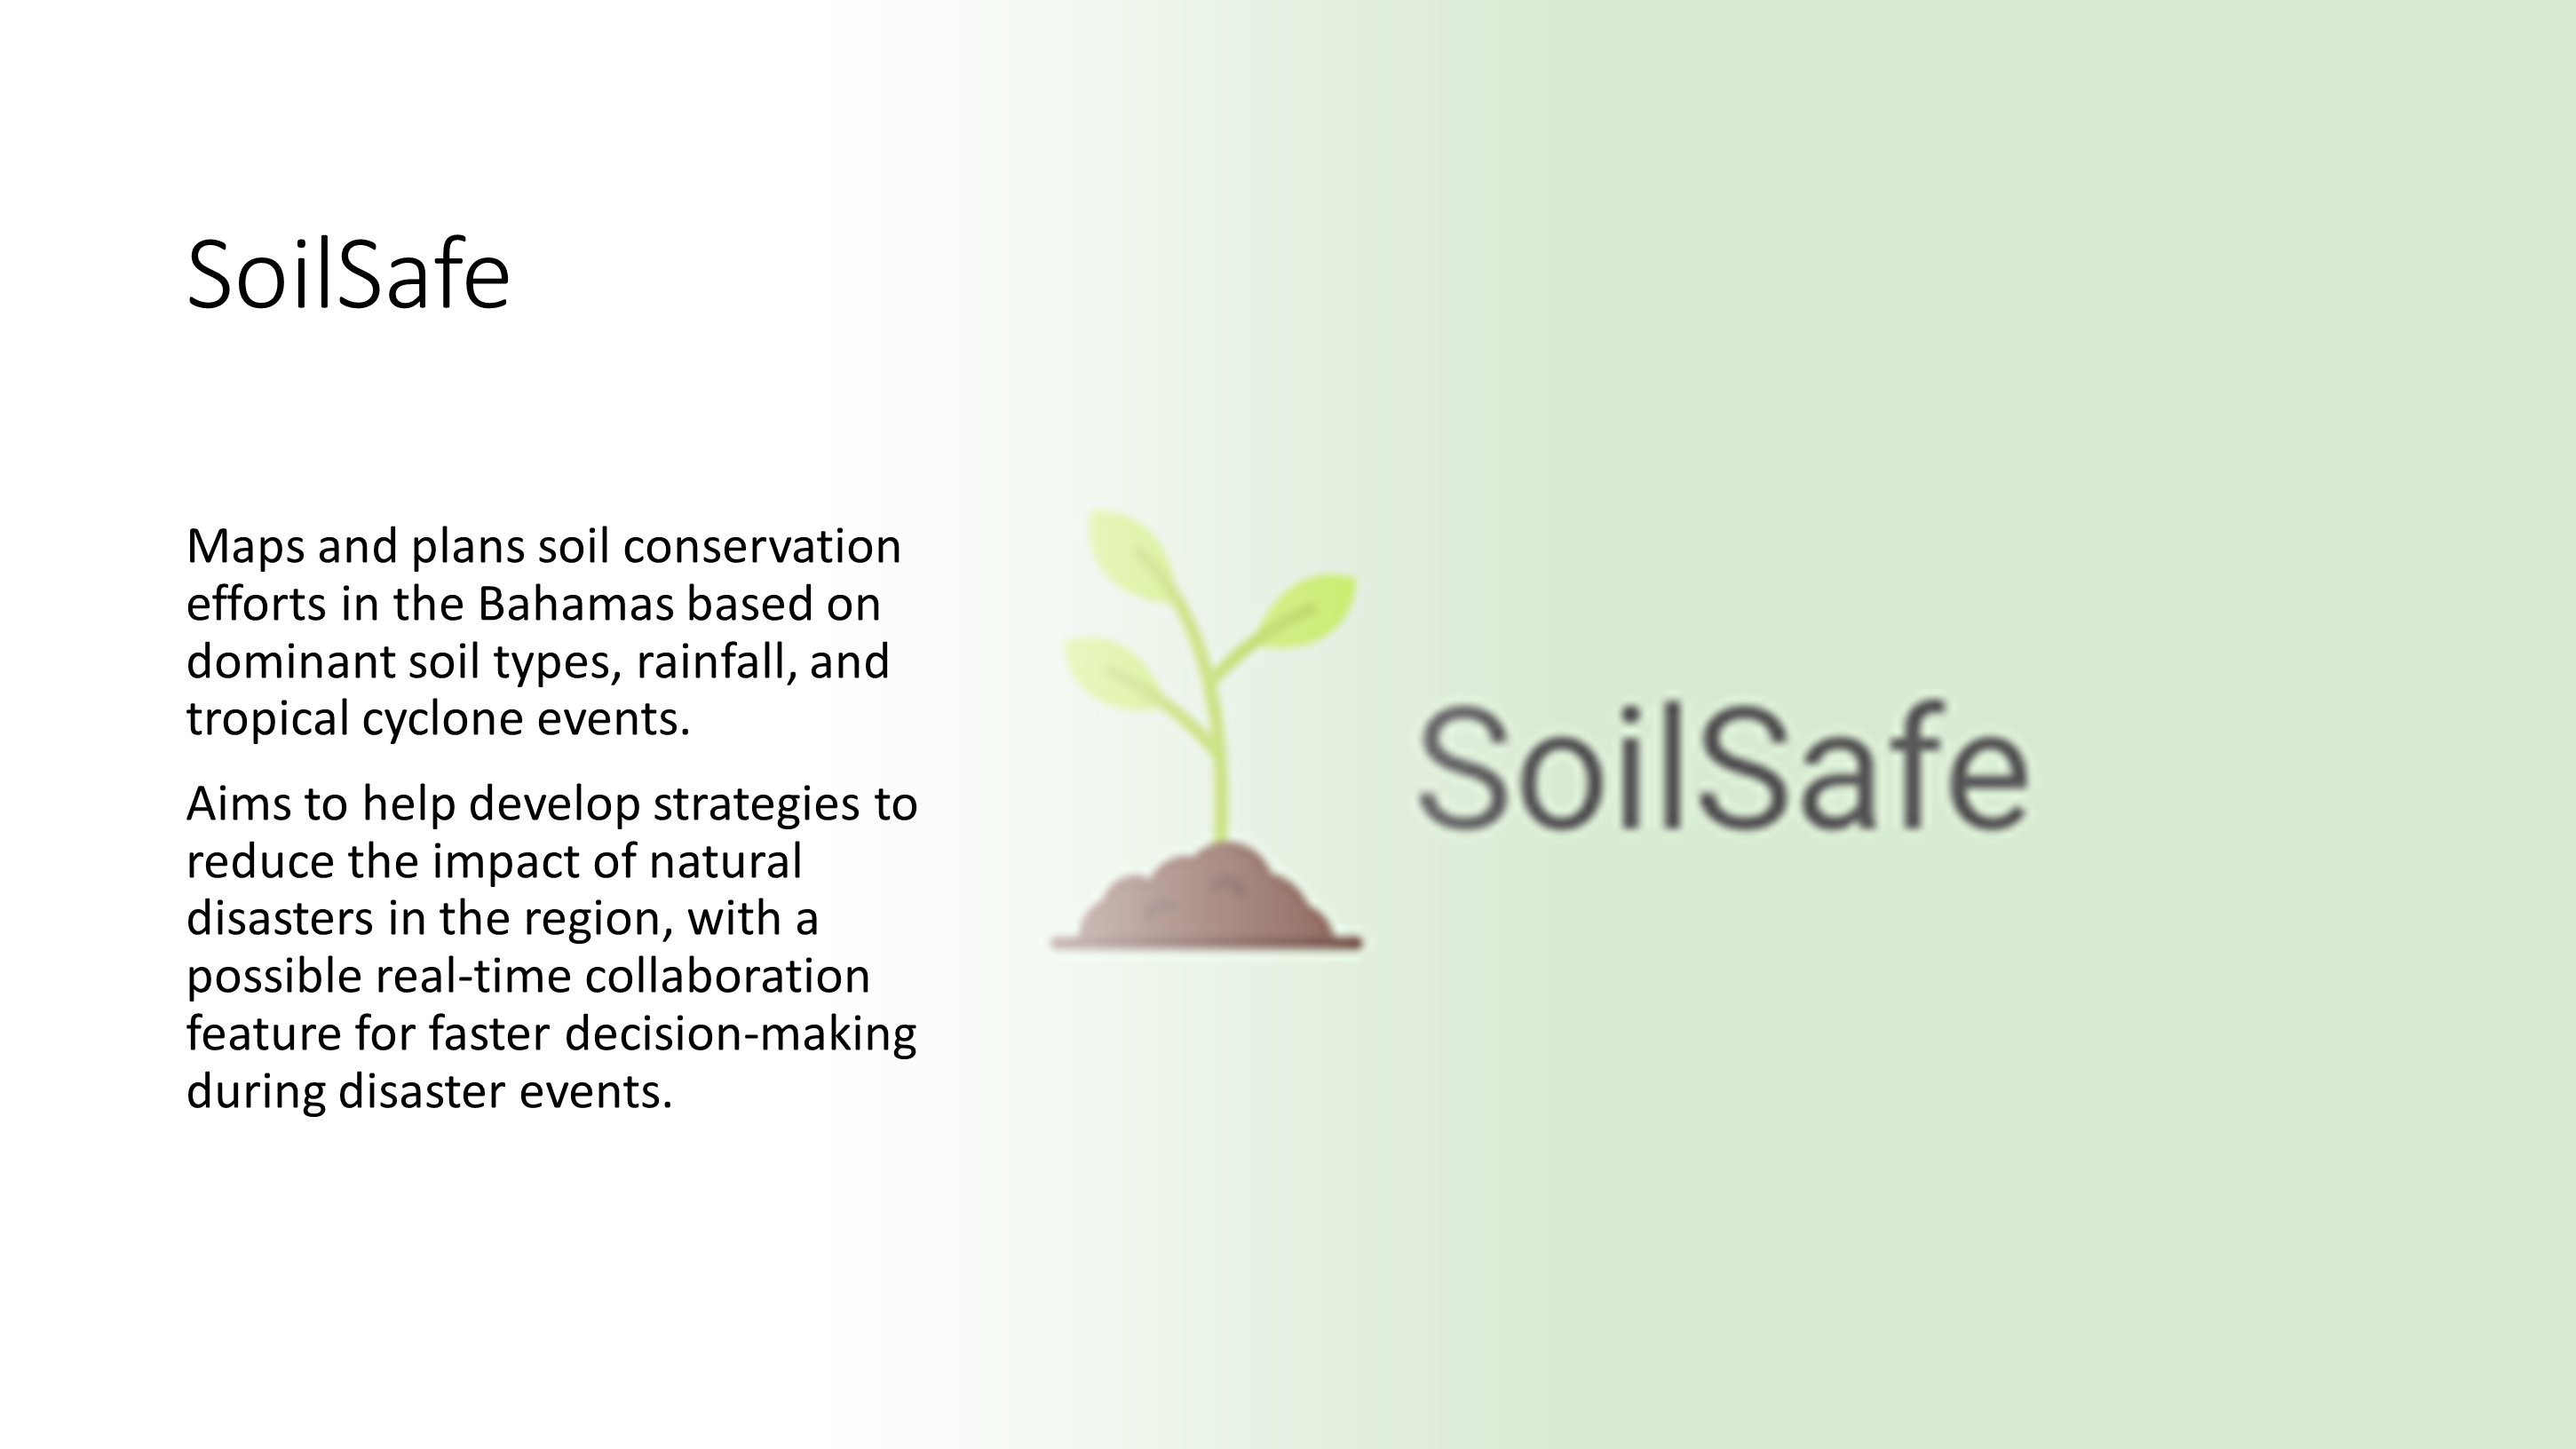 SoilSafe
Maps and plans soil conservation
efforts in the Bahamas based on
dominant soil types, rainfall, and
tropical cyclone events.
Aims to help develop strategies to
reduce the impact of natural
disasters in the region, with a
possible real-time collaboration
feature for faster decision-making
during disaster events.
SoilSafe